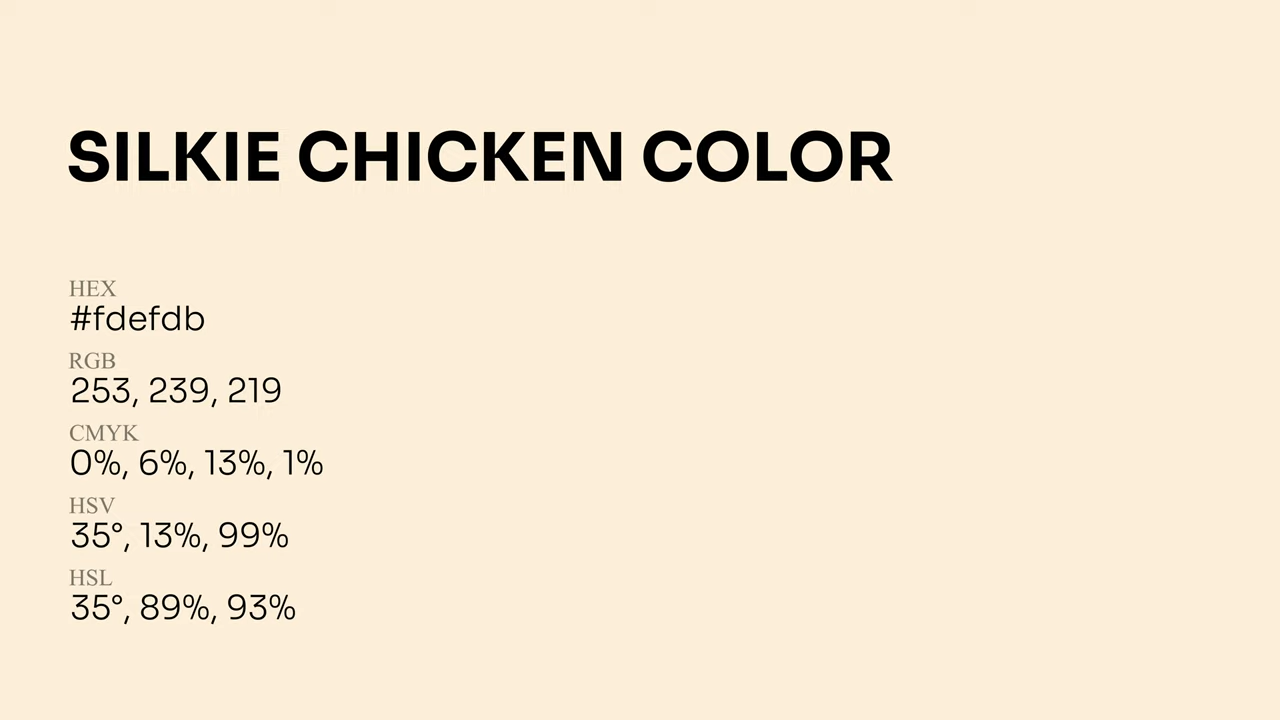 SILKIE CHICKEN COLOR
HEX
#fdefdb
RGB
253, 239, 219
CMYK
0%, 6%, 13%, 1%
HSV
35°, 13%, 99%
HSL
35°, 89%, 93%